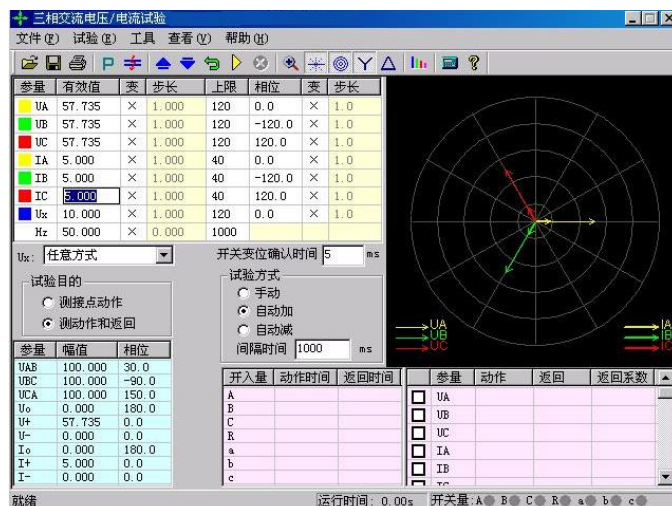 三相交流电压/电流试验
文件(F) 试验(E) 工具 查看(V) 帮助(H)
参量 有效值 变 步长 上限 相位 变 步长
UA 57.735 × 1.000 120 0.0 × 1.0
UB 57.735 × 1.000 120 -120.0 × 1.0
UC 57.735 × 1.000 120 120.0 × 1.0
IA 5.000 × 1.000 40 0.0 × 1.0
IB 5.000 × 1.000 40 -120.0 × 1.0
IC 5.000 × 1.000 40 120.0 × 1.0
Ux 10.000 × 1.000 120 0.0 × 1.0
Hz 50.000 × 0.000 1000
Ux: 任意方式
开关变位确认时间 5 ms
试验目的
测接点动作
测动作和返回
试验方式
手动
自动加
自动减
间隔时间 1000 ms
UA
UB
UC
IA
IB
IC
参量 幅值 相位
UAB 100.000 30.0
UBC 100.000 -90.0
UCA 100.000 150.0
Uo 0.000 180.0
U+ 57.735 0.0
U- 0.000 0.0
Io 0.000 180.0
I+ 5.000 0.0
I- 0.000 0.0
开入量 动作时间 返回时间
A
B
C
R
a
b
c
参量 动作 返回 返回系数
UA
UB
UC
IA
IB
IC
就绪
运行时间: 0.00s
开关量:A B C R a b c